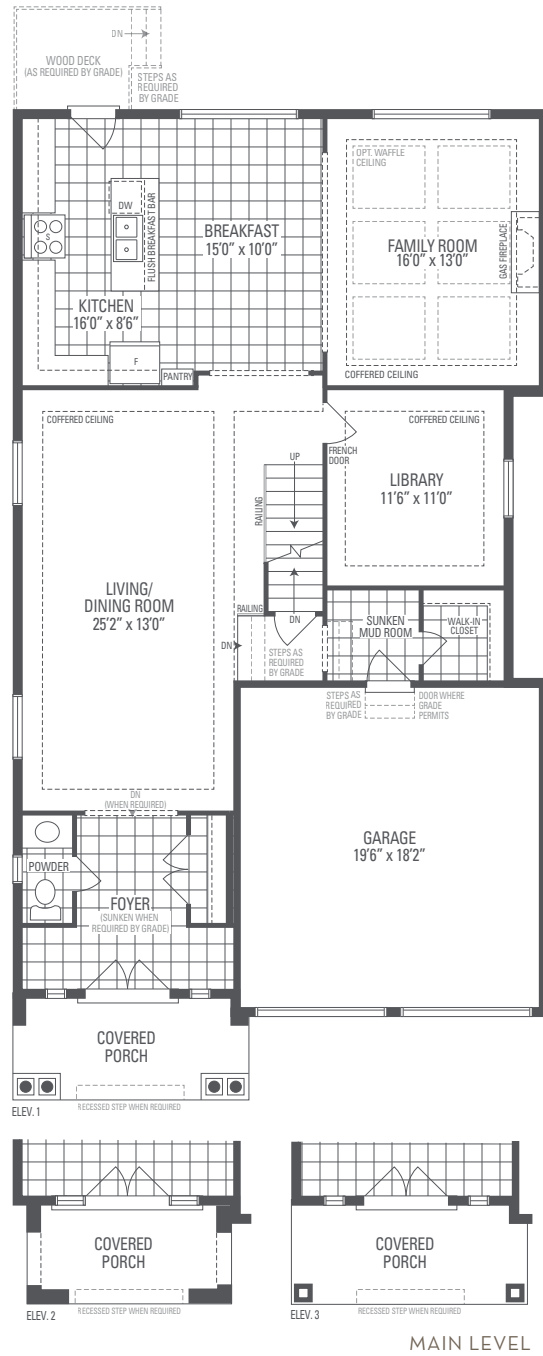 DN
WOOD DECK
(AS REQUIRED BY GRADE)
STEPS AS
REQUIRED
BY GRADE
OPT. WAFFLE
CEILING
DW
S
FLUSH BREAKFAST BAR
BREAKFAST
15'0" x 10'0"
FAMILY ROOM
16'0" x 13'0"
GAS FIREPLACE
KITCHEN
16'0" x 8'6"
F
PANTRY
COFFERED CEILING
COFFERED CEILING
COFFERED CEILING
FRENCH
DOOR
UP
RAILING
LIBRARY
11'6" x 11'0"
LIVING/
DINING ROOM
25'2" x 13'0"
RAILING
DN
DN
STEPS AS
REQUIRED
BY GRADE
SUNKEN
MUD ROOM
WALK-IN
CLOSET
STEPS AS
REQUIRED
BY GRADE
DOOR WHERE
GRADE
PERMITS
DN
(WHEN REQUIRED)
GARAGE
19'6" x 18'2"
POWDER
FOYER
(SUNKEN WHEN
REQUIRED BY GRADE)
COVERED
PORCH
ELEV. 1
RECESSED STEP WHEN REQUIRED
COVERED
PORCH
ELEV. 2
RECESSED STEP WHEN REQUIRED
COVERED
PORCH
ELEV. 3
RECESSED STEP WHEN REQUIRED
MAIN LEVEL